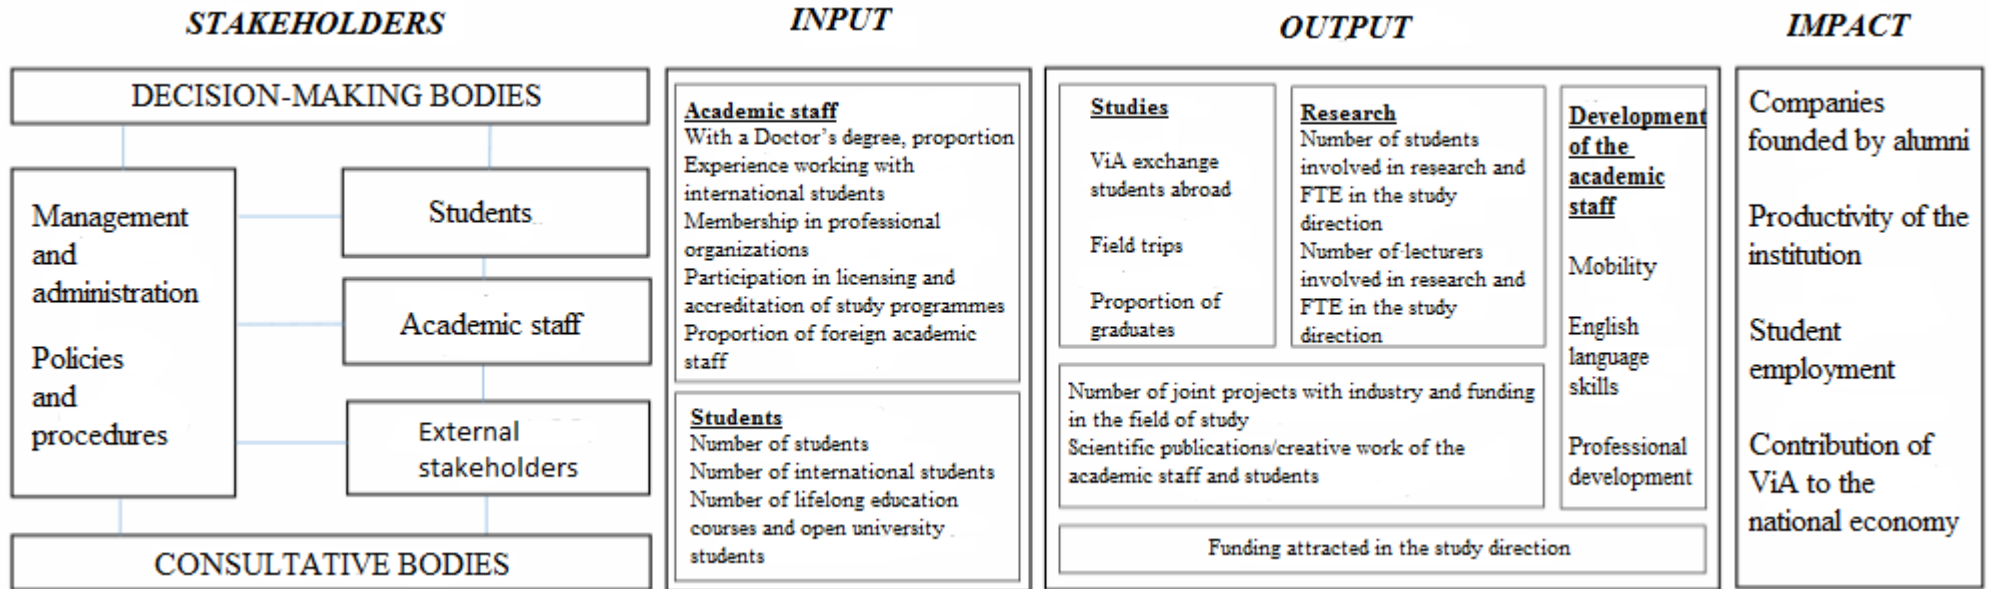 STAKEHOLDERS
DECISION-MAKING BODIES
Management
and
administration
Policies
and
procedures
Students
Academic staff
External
stakeholders
CONSULTATIVE BODIES
INPUT
Academic staff
With a Doctor's degree, proportion
Experience working with
international students
Membership in professional
organizations
Participation in licensing and
accreditation of study programmes
Proportion of foreign academic
staff
Students
Number of students
Number of international students
Number of lifelong education
courses and open university
students
OUTPUT
Studies
ViA exchange
students abroad
Field trips
Proportion of
graduates
Research
Number of students
involved in research and
FTE in the study
direction
Number of lecturers
involved in research and
FTE in the study
direction
Development
of the
academic
staff
Mobility
English
language
skills
Professional
development
Number of joint projects with industry and funding
in the field of study
Scientific publications/creative work of the
academic staff and students
Funding attracted in the study direction
IMPACT
Companies
founded by alumni
Productivity of the
institution
Student
employment
Contribution of
ViA to the
national economy